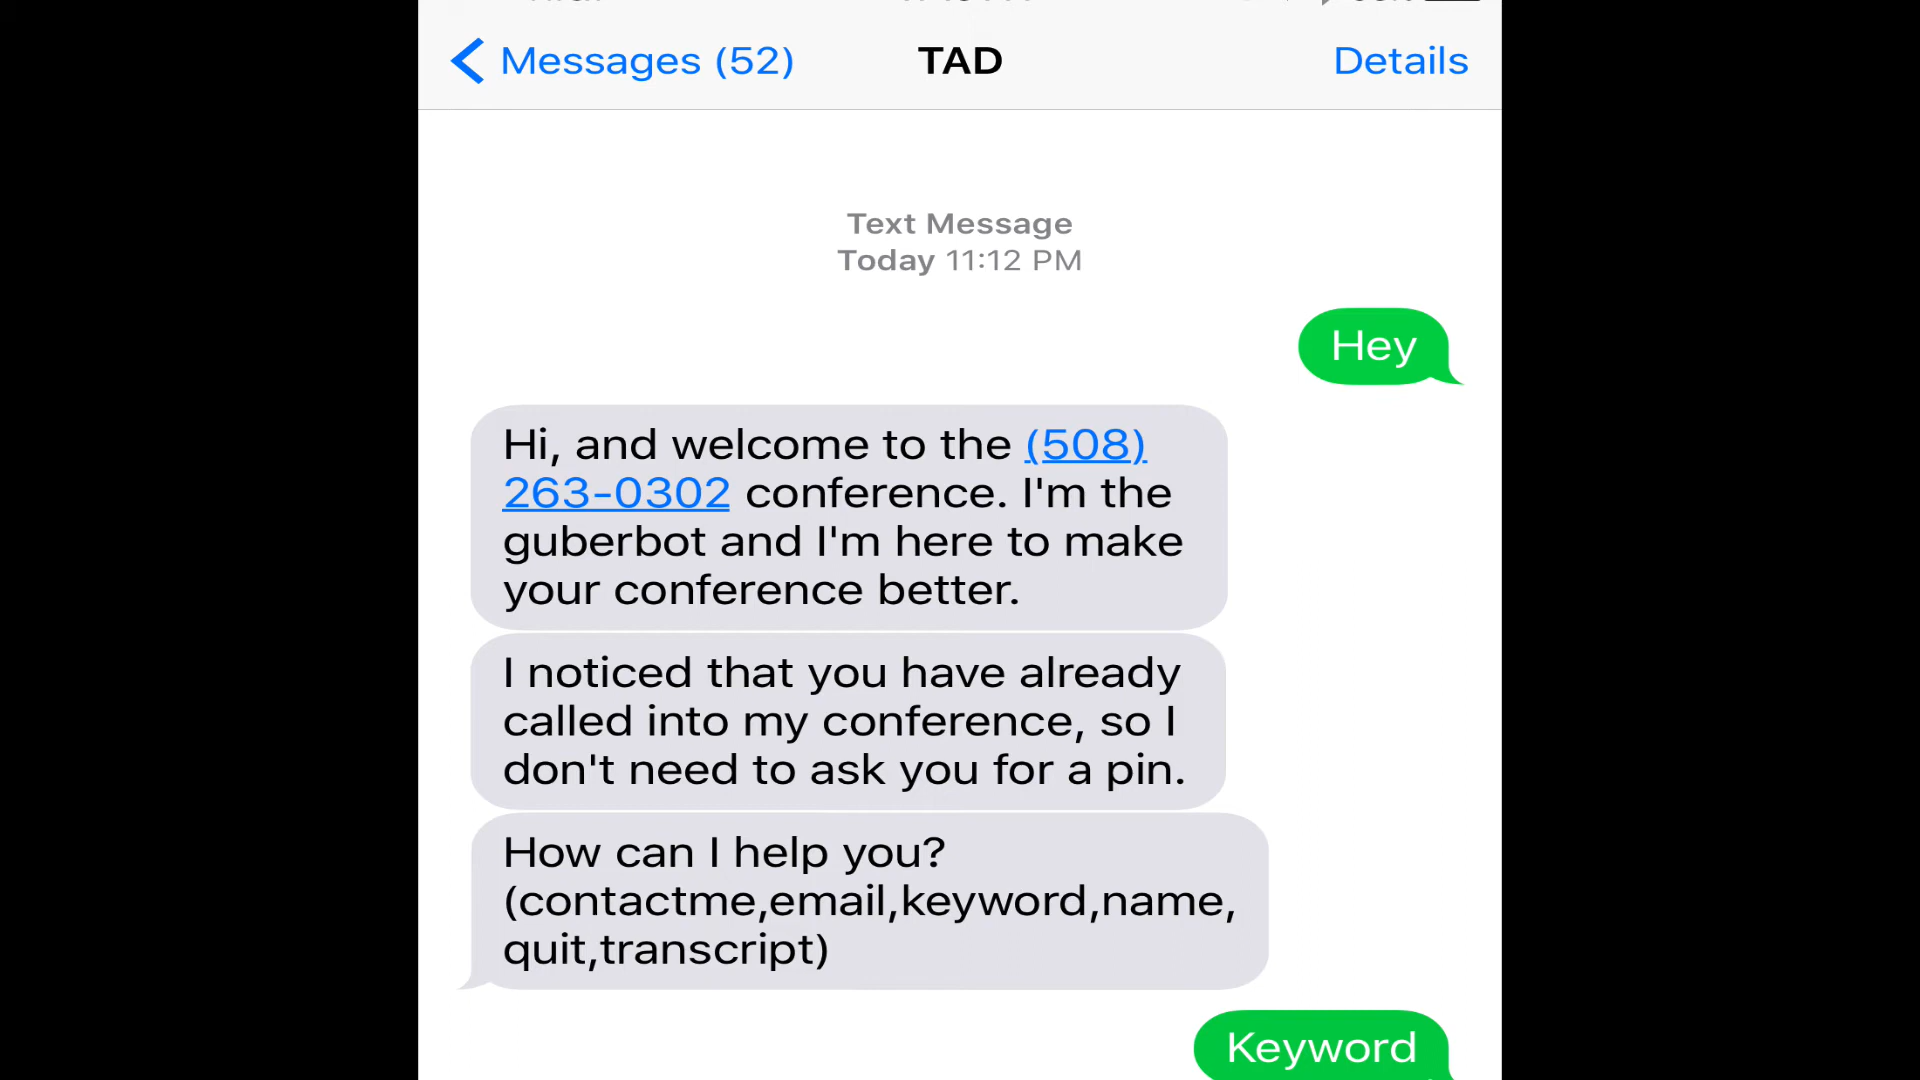 Messages (52)
TAD
Details
Text Message
Today 11:12 PM
Hey
Hi, and welcome to the (508)
263-0302 conference. I'm the
guberbot and I'm here to make
your conference better.
I noticed that you have already
called into my conference, so I
don't need to ask you for a pin.
How can I help you?
(contactme,email,keyword,name,
quit,transcript)
Keyword